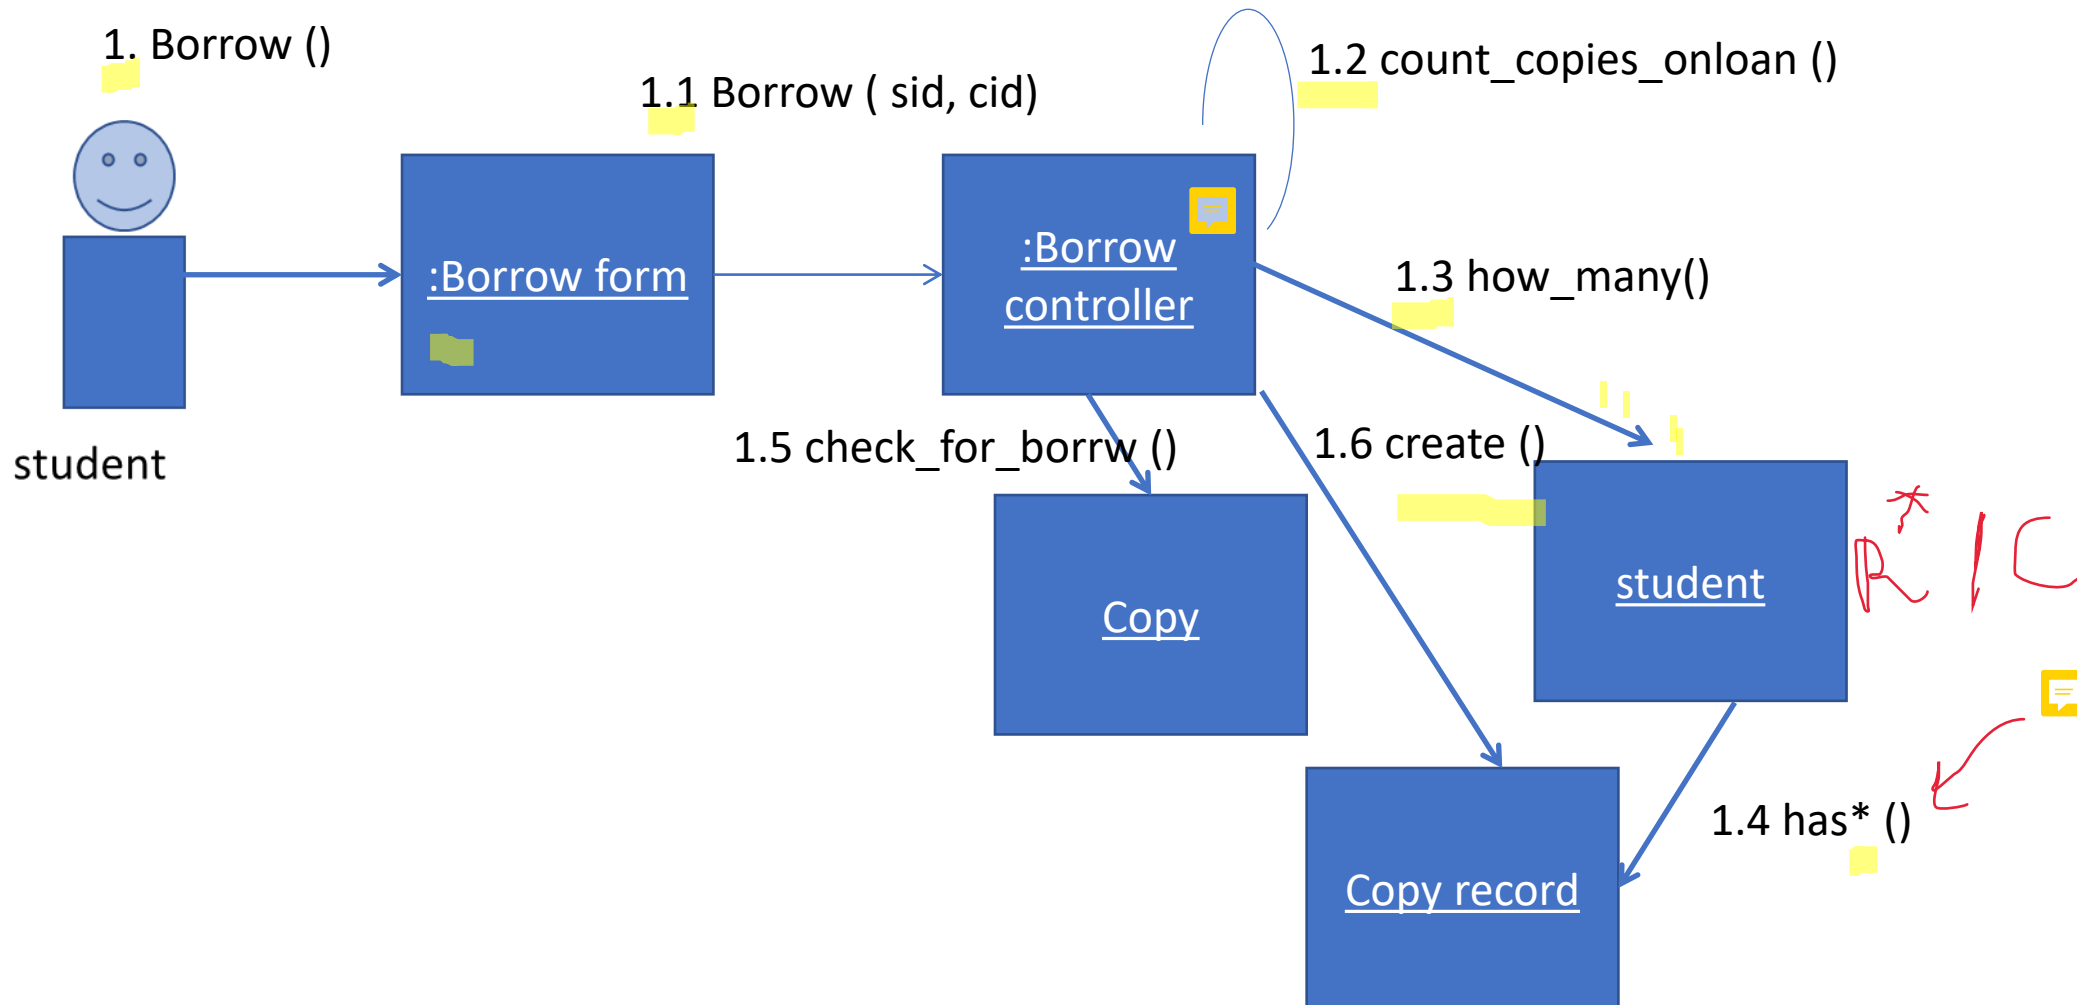 1. Borrow ()
1.1 Borrow ( sid, cid)
1.2 count_copies_onloan ()
:Borrow form
:Borrow
controller
1.3 how_many()
student
1.5 check_for_borrw ()
1.6 create ()
Copy
student
R* / C
1.4 has* ()
Copy record